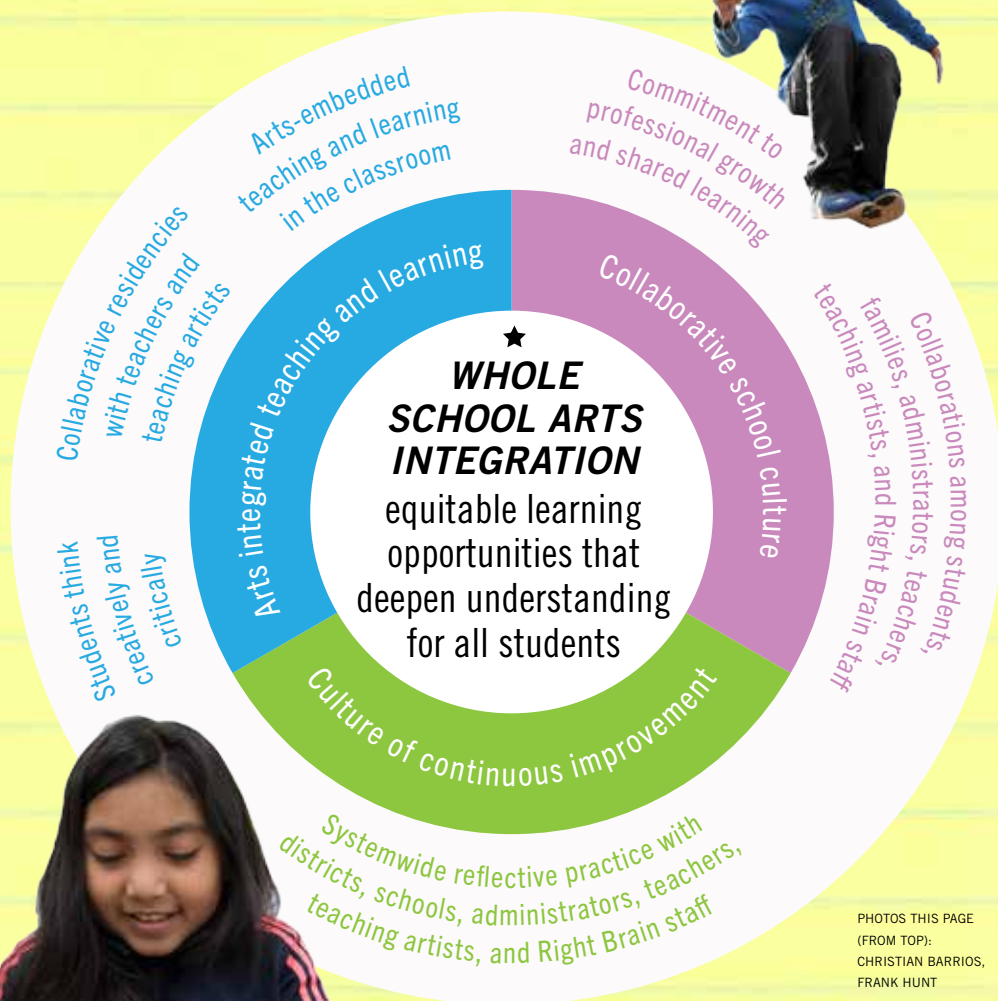 Arts-embedded
teaching and learning
in the classroom
Commitment to
professional growth
and shared learning
Collaborative residencies
with teachers and
teaching artists
Collaborations among students,
families, administrators, teachers,
teaching artists, and Right Brain staff
Students think
creatively and
critically
Arts integrated teaching and learning
Collaborative school culture
★
WHOLE
SCHOOL ARTS
INTEGRATION
equitable learning
opportunities that
deepen understanding
for all students
Culture of continuous improvement
Systemwide reflective practice with
districts, schools, administrators, teachers,
teaching artists, and Right Brain staff
PHOTOS THIS PAGE
(FROM TOP):
CHRISTIAN BARRIOS,
FRANK HUNT